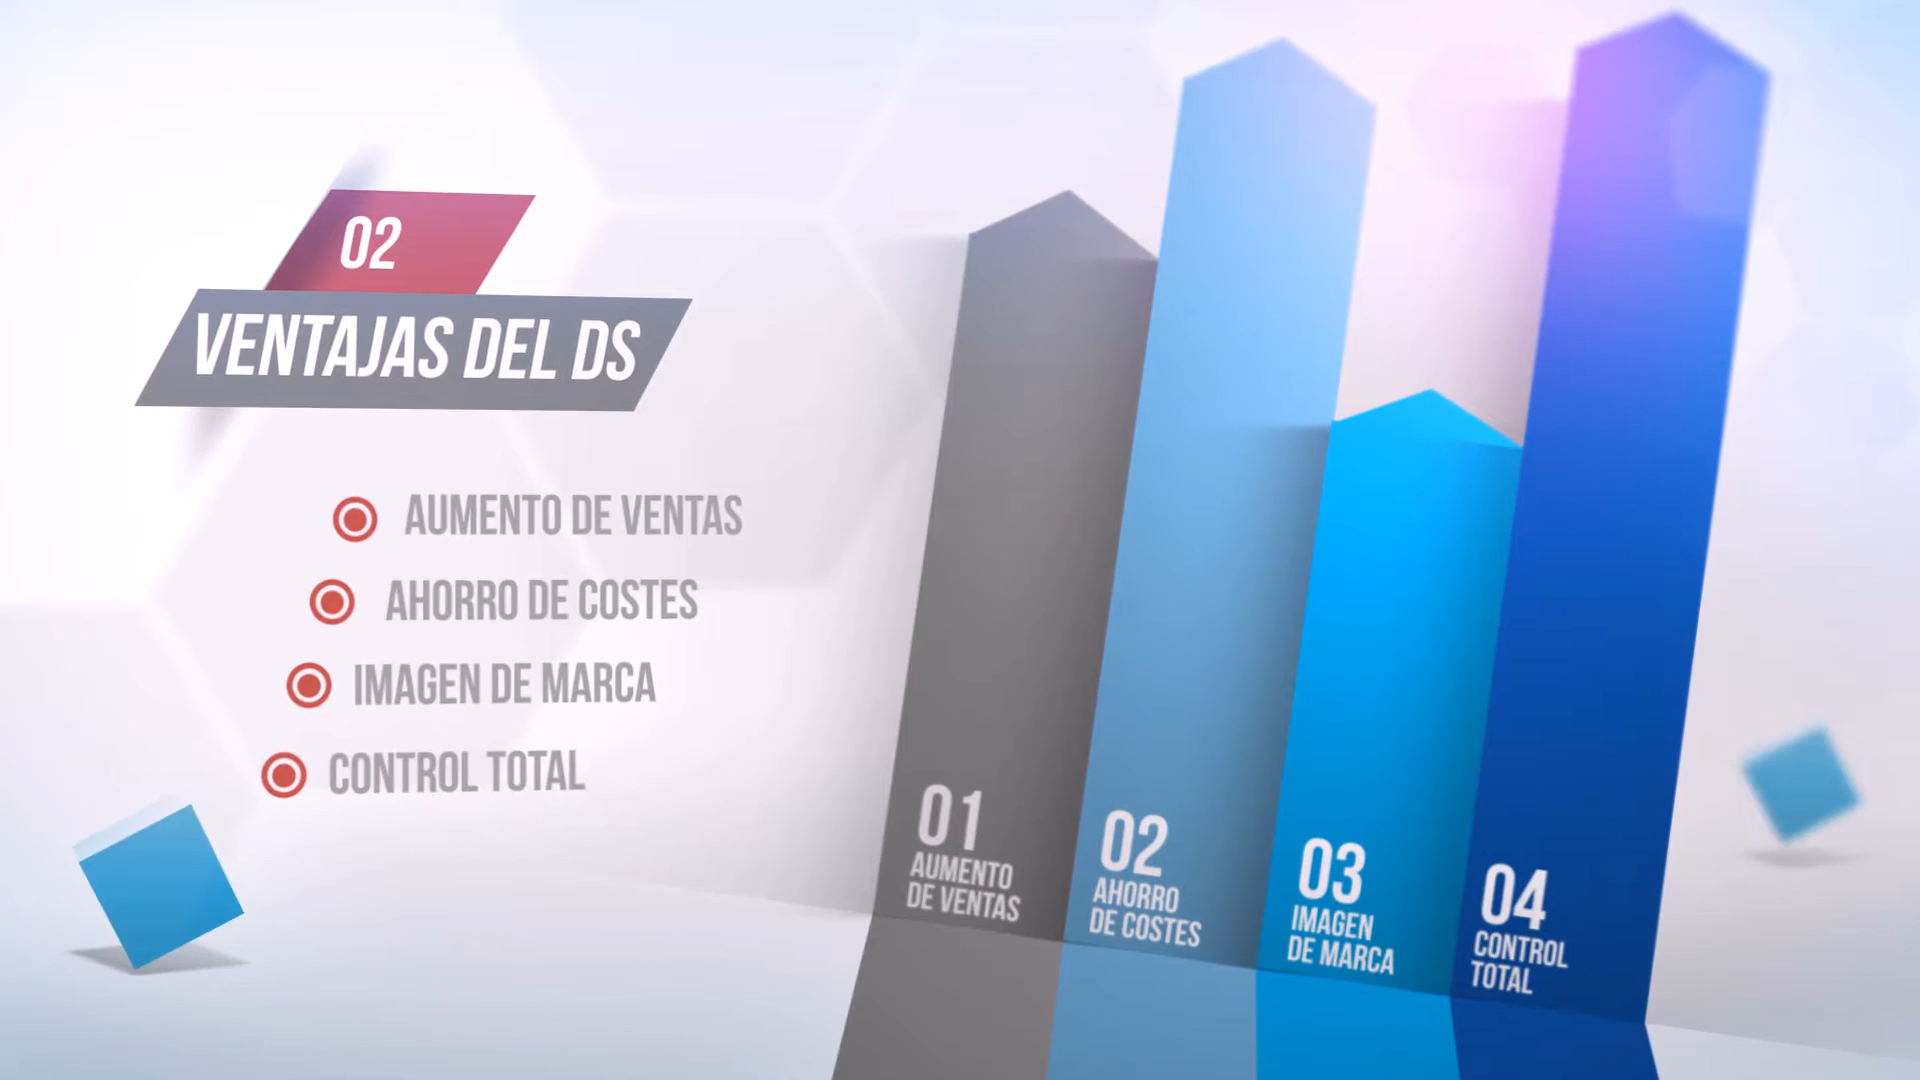 02
VENTAJAS DEL DS
AUMENTO DE VENTAS
AHORRO DE COSTES
IMAGEN DE MARCA
CONTROL TOTAL
01
AUMENTO
DE VENTAS
02
AHORRO
DE COSTES
03
IMAGEN
DE MARCA
04
CONTROL
TOTAL